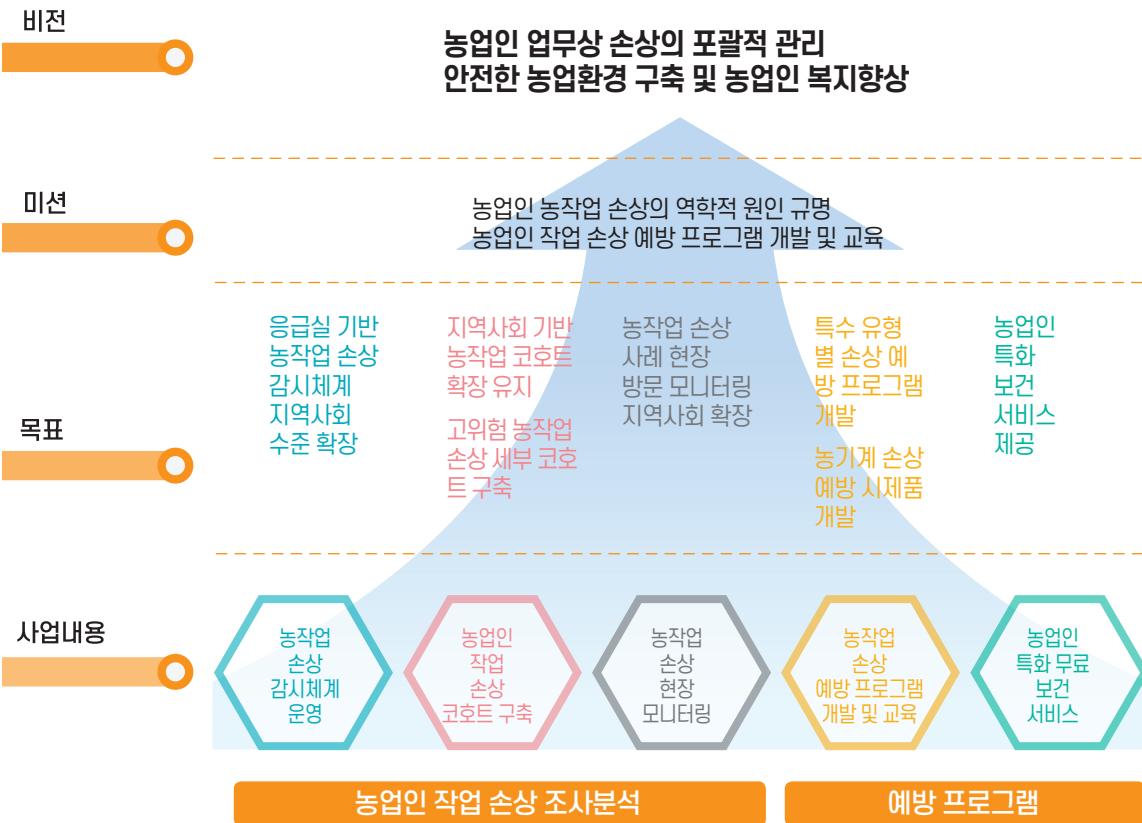 비전
농업인 업무상 손상의 포괄적 관리
안전한 농업환경 구축 및 농업인 복지향상
미션
농업인 농작업 손상의 역학적 원인 규명
농업인 작업 손상 예방 프로그램 개발 및 교육
목표
응급실 기반
농작업 손상
감시체계
지역사회
수준 확장
지역사회 기반
농작업 코호트
확장 유지
고위험 농작업
손상 세부 코호
트 구축
농작업 손상
사례 현장
방문 모니터링
지역사회 확장
특수 유형
별 손상 예
방 프로그램
개발
농기계 손상
예방 시제품
개발
농업인
특화
보건
서비스
제공
사업내용
농작업
손상
감시체계
운영
농업인
작업
손상
코호트 구축
농작업
손상
현장
모니터링
농작업
손상
예방 프로그램
개발 및 교육
농업인
특화 무료
보건
서비스
농업인 작업 손상 조사분석
예방 프로그램